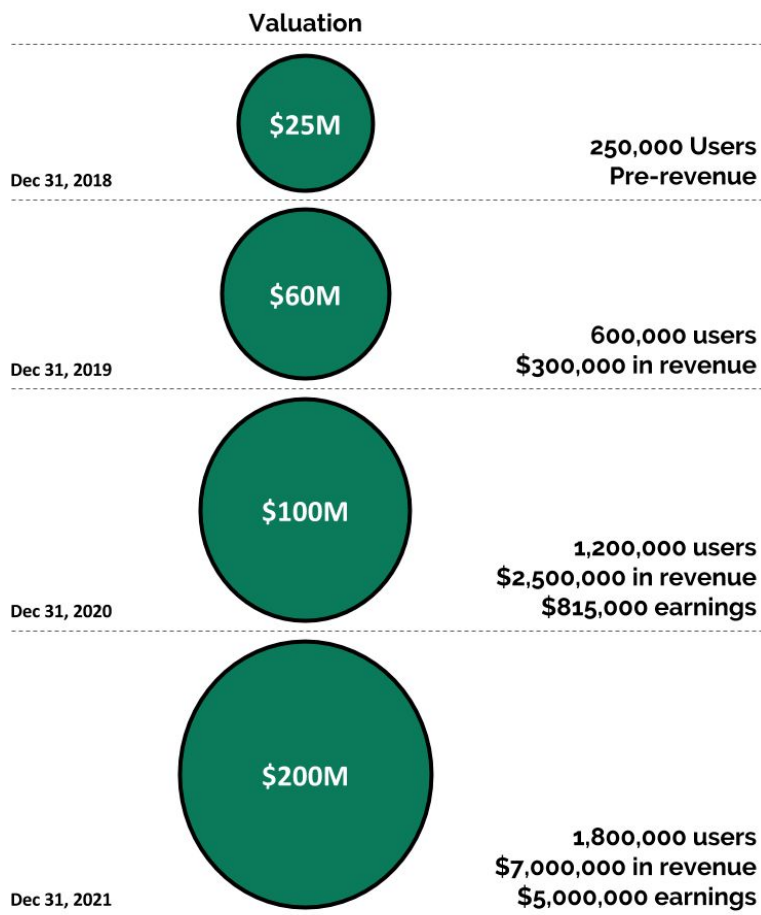 Valuation
$25M
250,000 Users
Pre-revenue
Dec 31, 2018
$60M
600,000 users
$300,000 in revenue
Dec 31, 2019
$100M
1,200,000 users
$2,500,000 in revenue
$815,000 earnings
Dec 31, 2020
$200M
1,800,000 users
$7,000,000 in revenue
$5,000,000 earnings
Dec 31, 2021